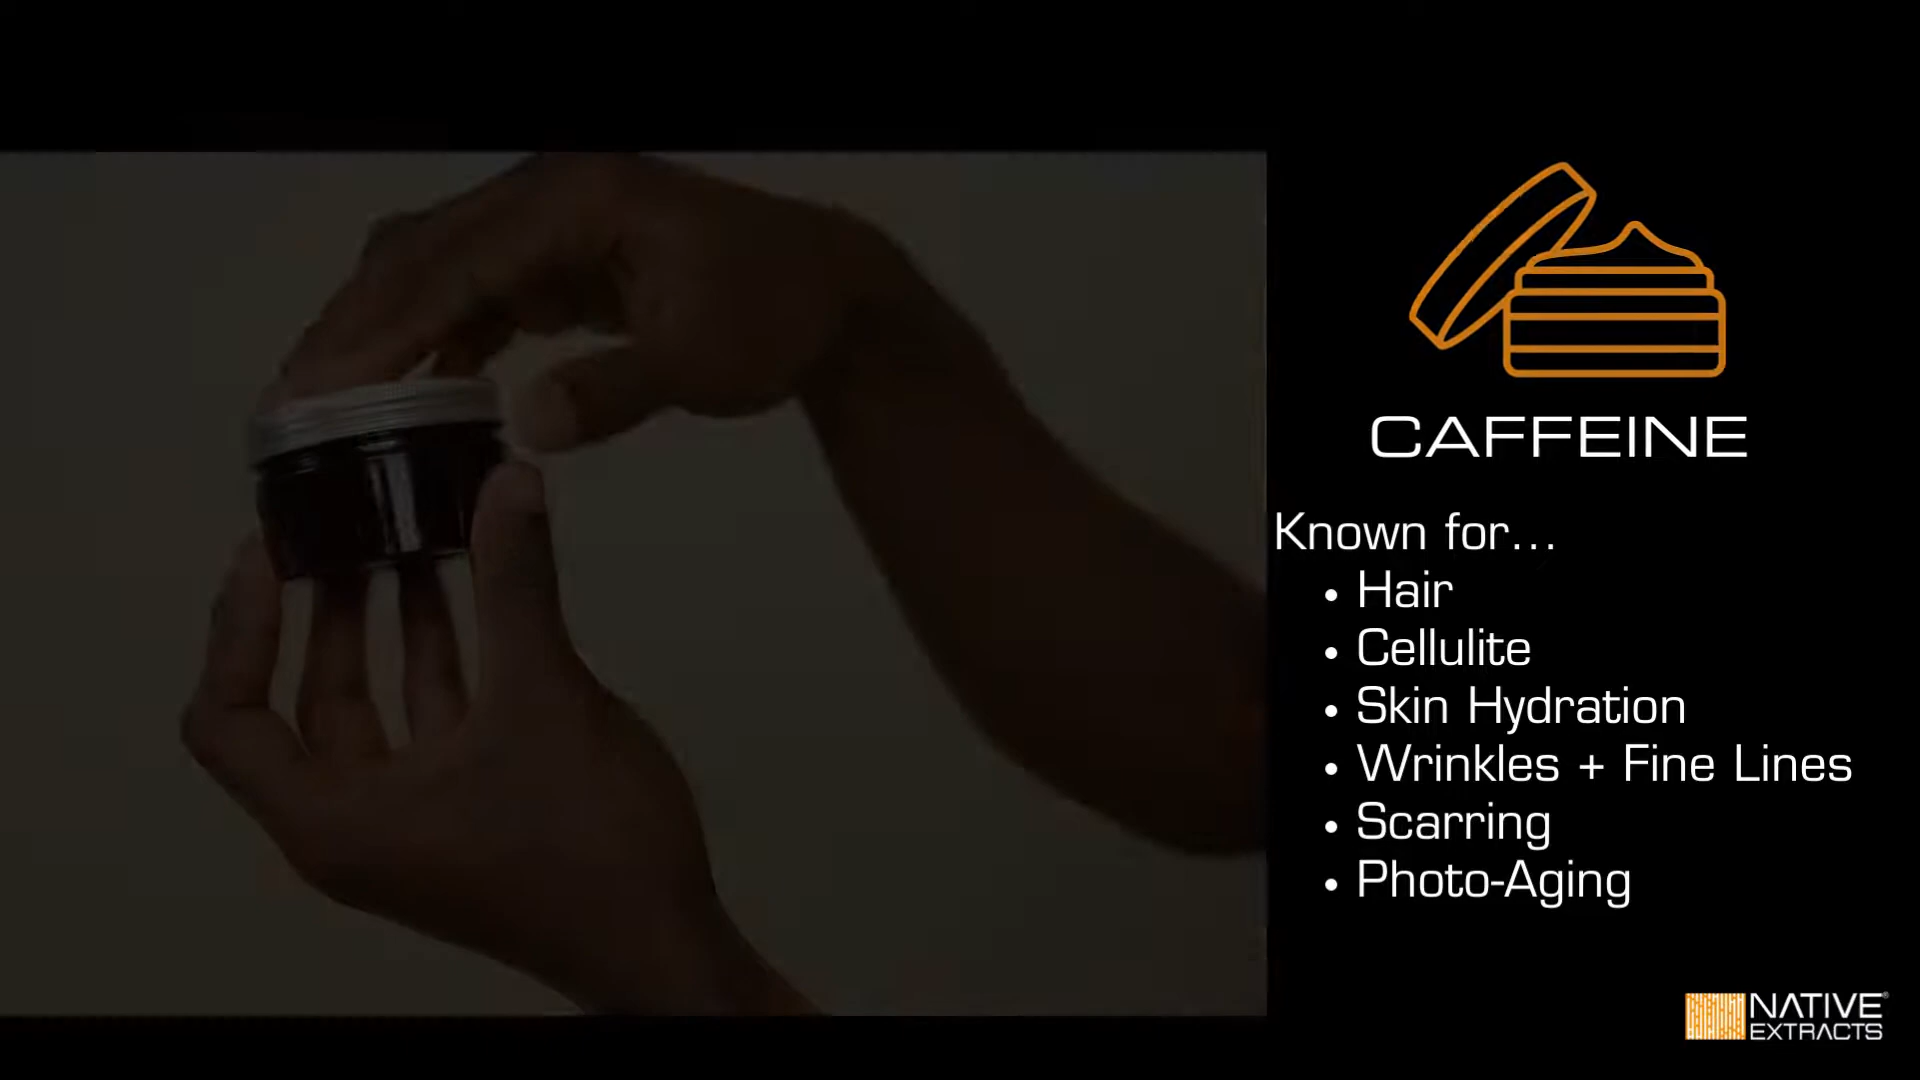 CAFFEINE
Known for...
• Hair
• Cellulite
• Skin Hydration
• Wrinkles + Fine Lines
• Scarring
• Photo-Aging
NATIVE®
EXTRACTS